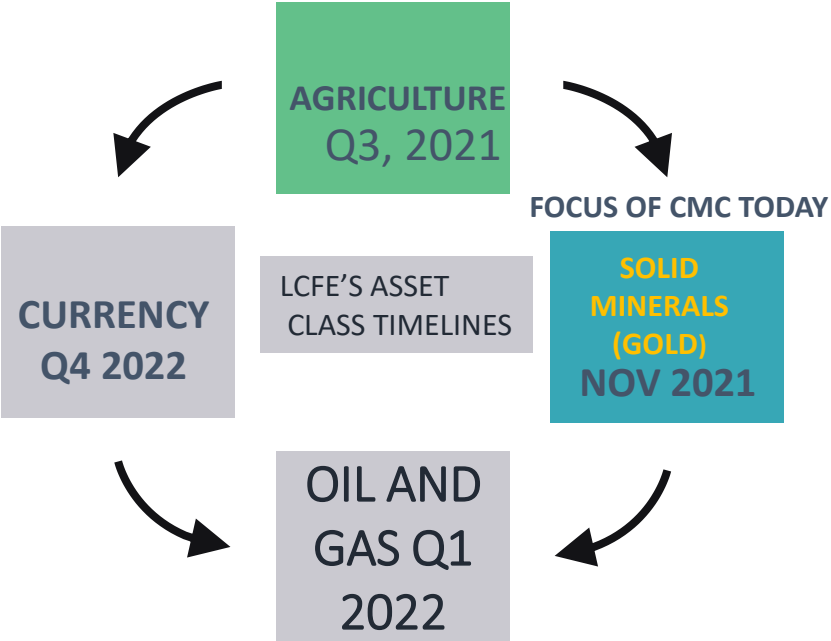 AGRICULTURE
Q3, 2021
FOCUS OF CMC TODAY
SOLID
MINERALS
(GOLD)
NOV 2021
LCFE’S ASSET
CLASS TIMELINES
CURRENCY
Q4 2022
OIL AND
GAS Q1
2022